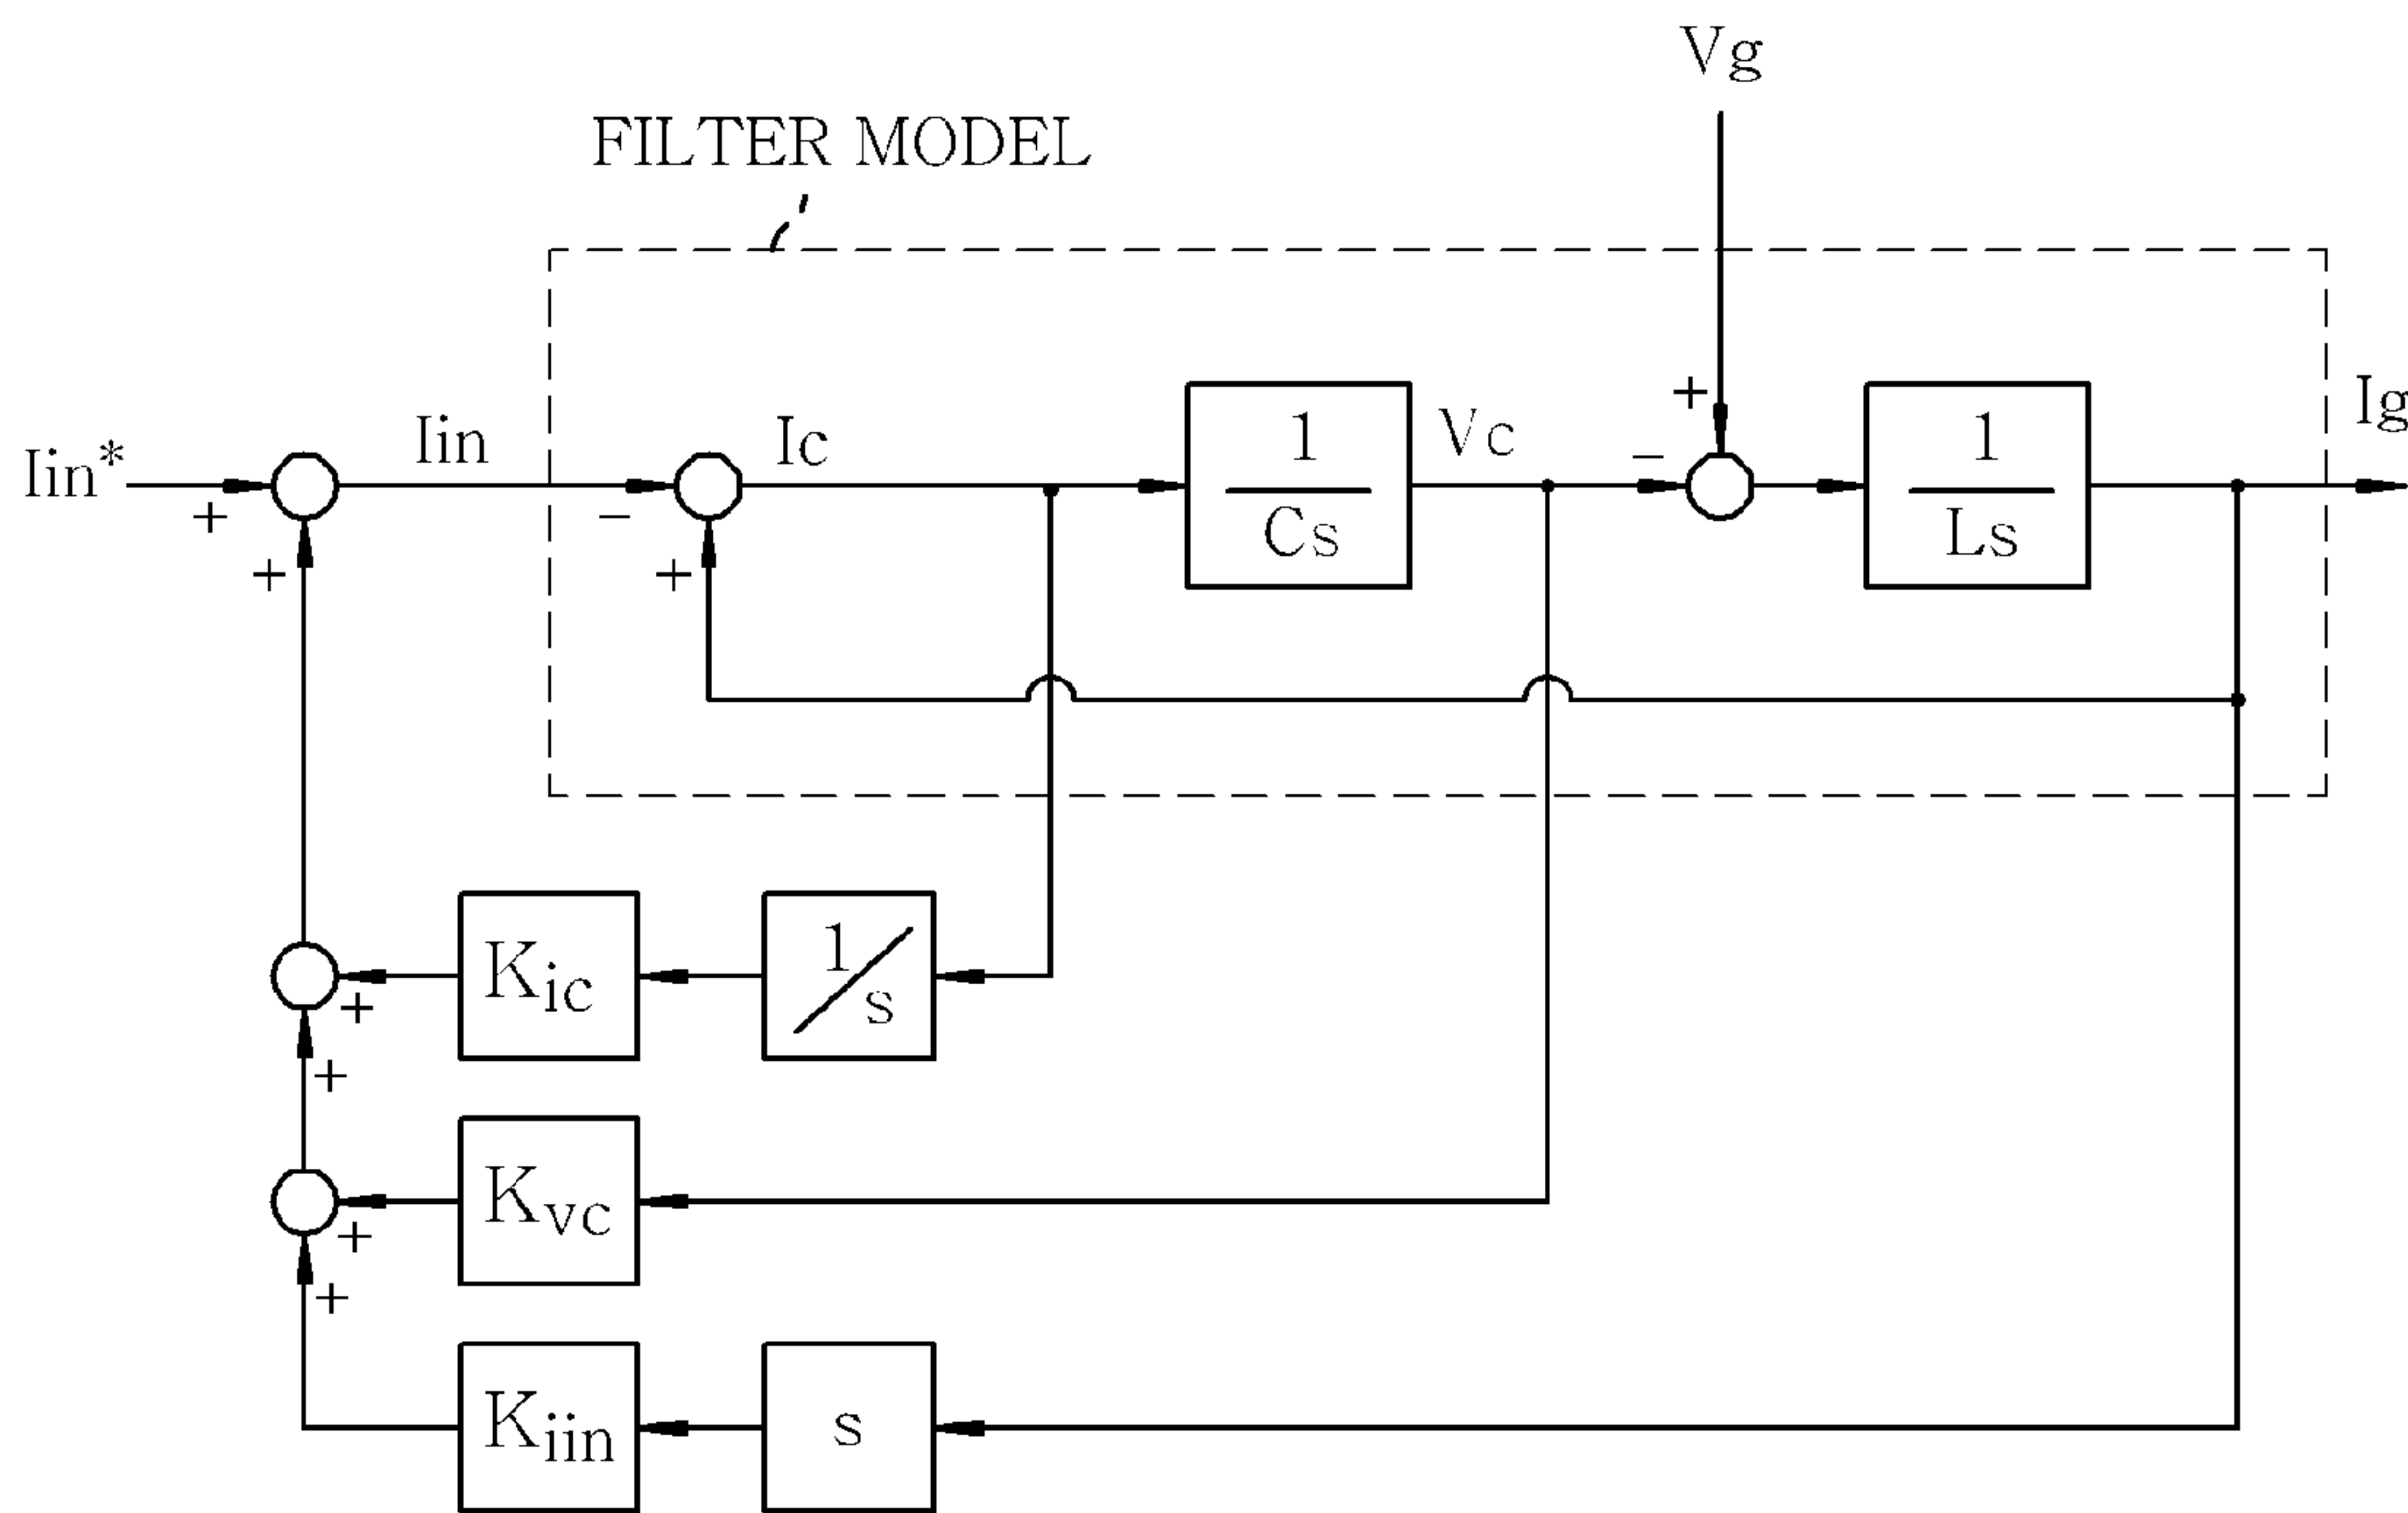 Vg
FILTER MODEL
+
Iin*
+
+
Iin
−
+
Ic
1
Cs
Vc
−
1
Ls
Ig
Kic
1/s
+
+
Kvc
+
+
Kiin
s